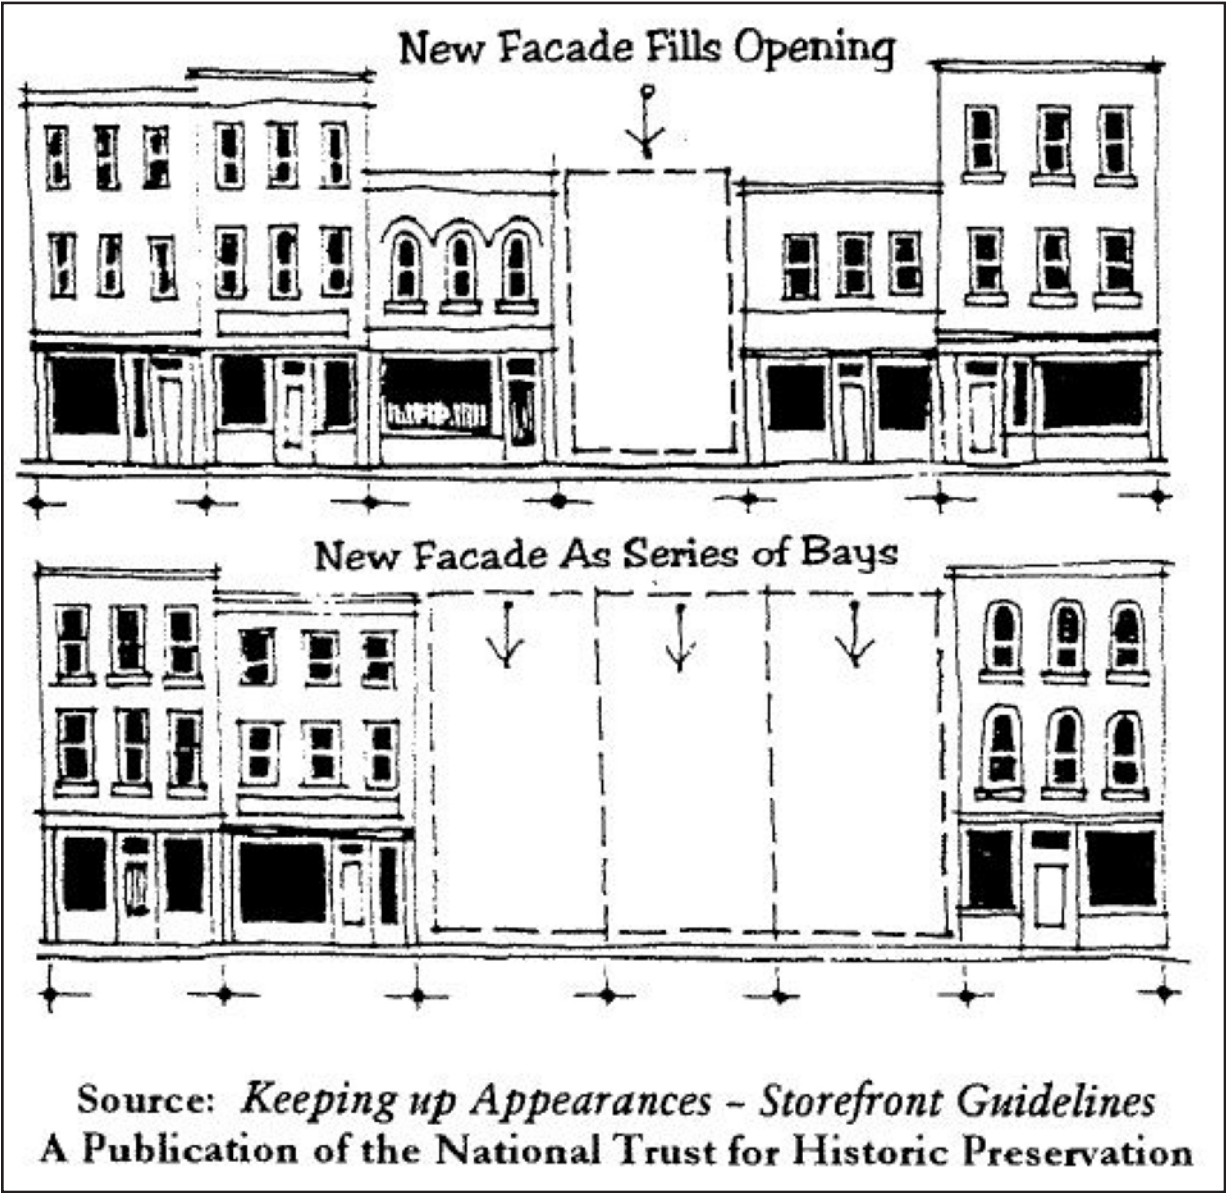 New Facade Fills Opening
New Facade As Series of Bays
Source: Keeping up Appearances ~ Storefront Guidelines
A Publication of the National Trust for Historic Preservation